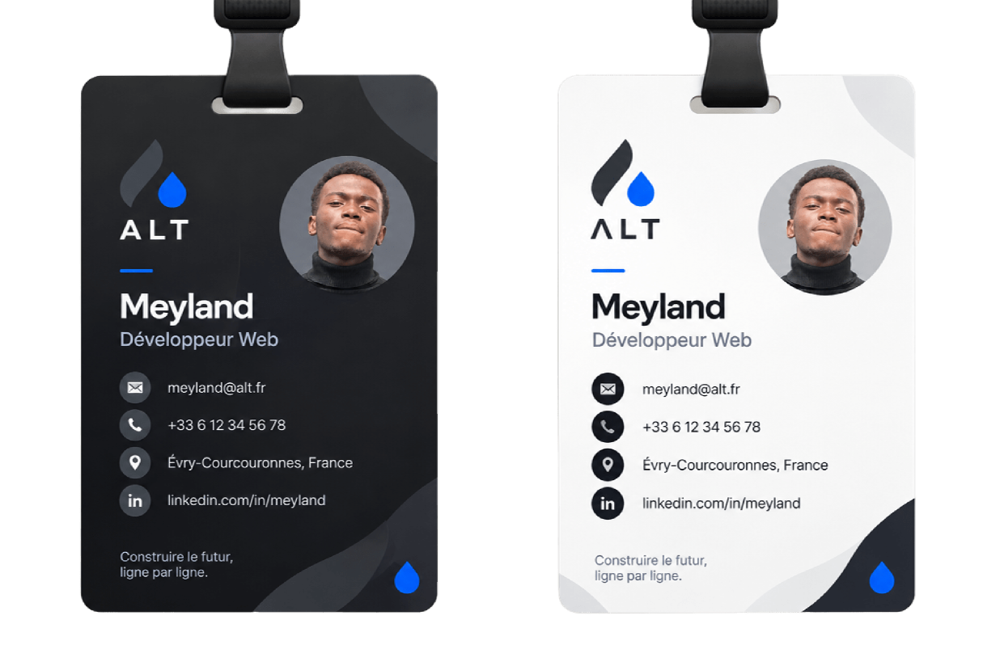 ALT
Meyland
Développeur Web
meyland@alt.fr
+33 6 12 34 56 78
Évry-Courcouronnes, France
in
linkedin.com/in/meyland
Construire le futur,
ligne par ligne.
ΛLT
Meyland
Développeur Web
meyland@alt.fr
+33 6 12 34 56 78
Évry-Courcouronnes, France
in
linkedin.com/in/meyland
Construire le futur,
ligne par ligne.